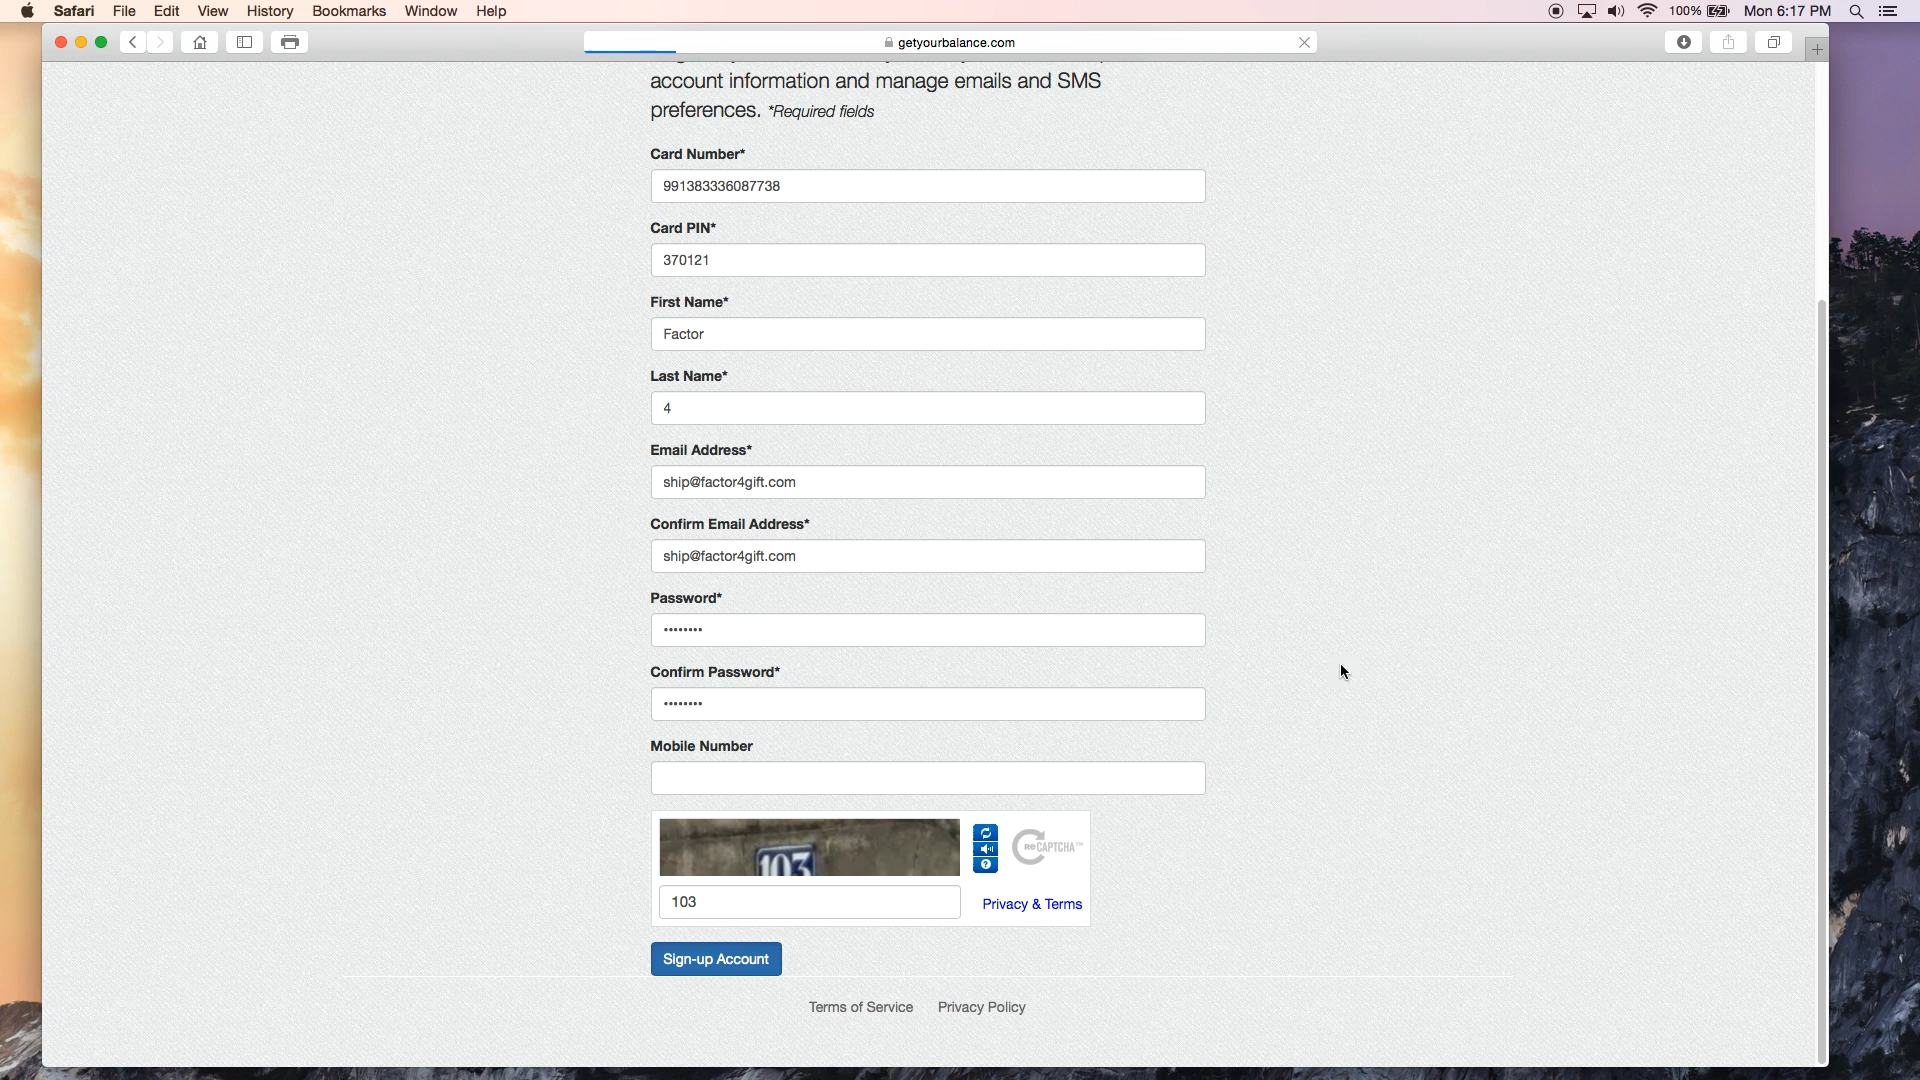 Safari File Edit View History Bookmarks Window Help 100% Mon 6:17 PM
getyourbalance.com
account information and manage emails and SMS
preferences. *Required fields
Card Number*
991383336087738
Card PIN*
370121
First Name*
Factor
Last Name*
4
Email Address*
ship@factor4gift.com
Confirm Email Address*
ship@factor4gift.com
Password*
••••••••
Confirm Password*
••••••••
Mobile Number
103
reCAPTCHA™
103
Privacy & Terms
Sign-up Account
Terms of Service Privacy Policy